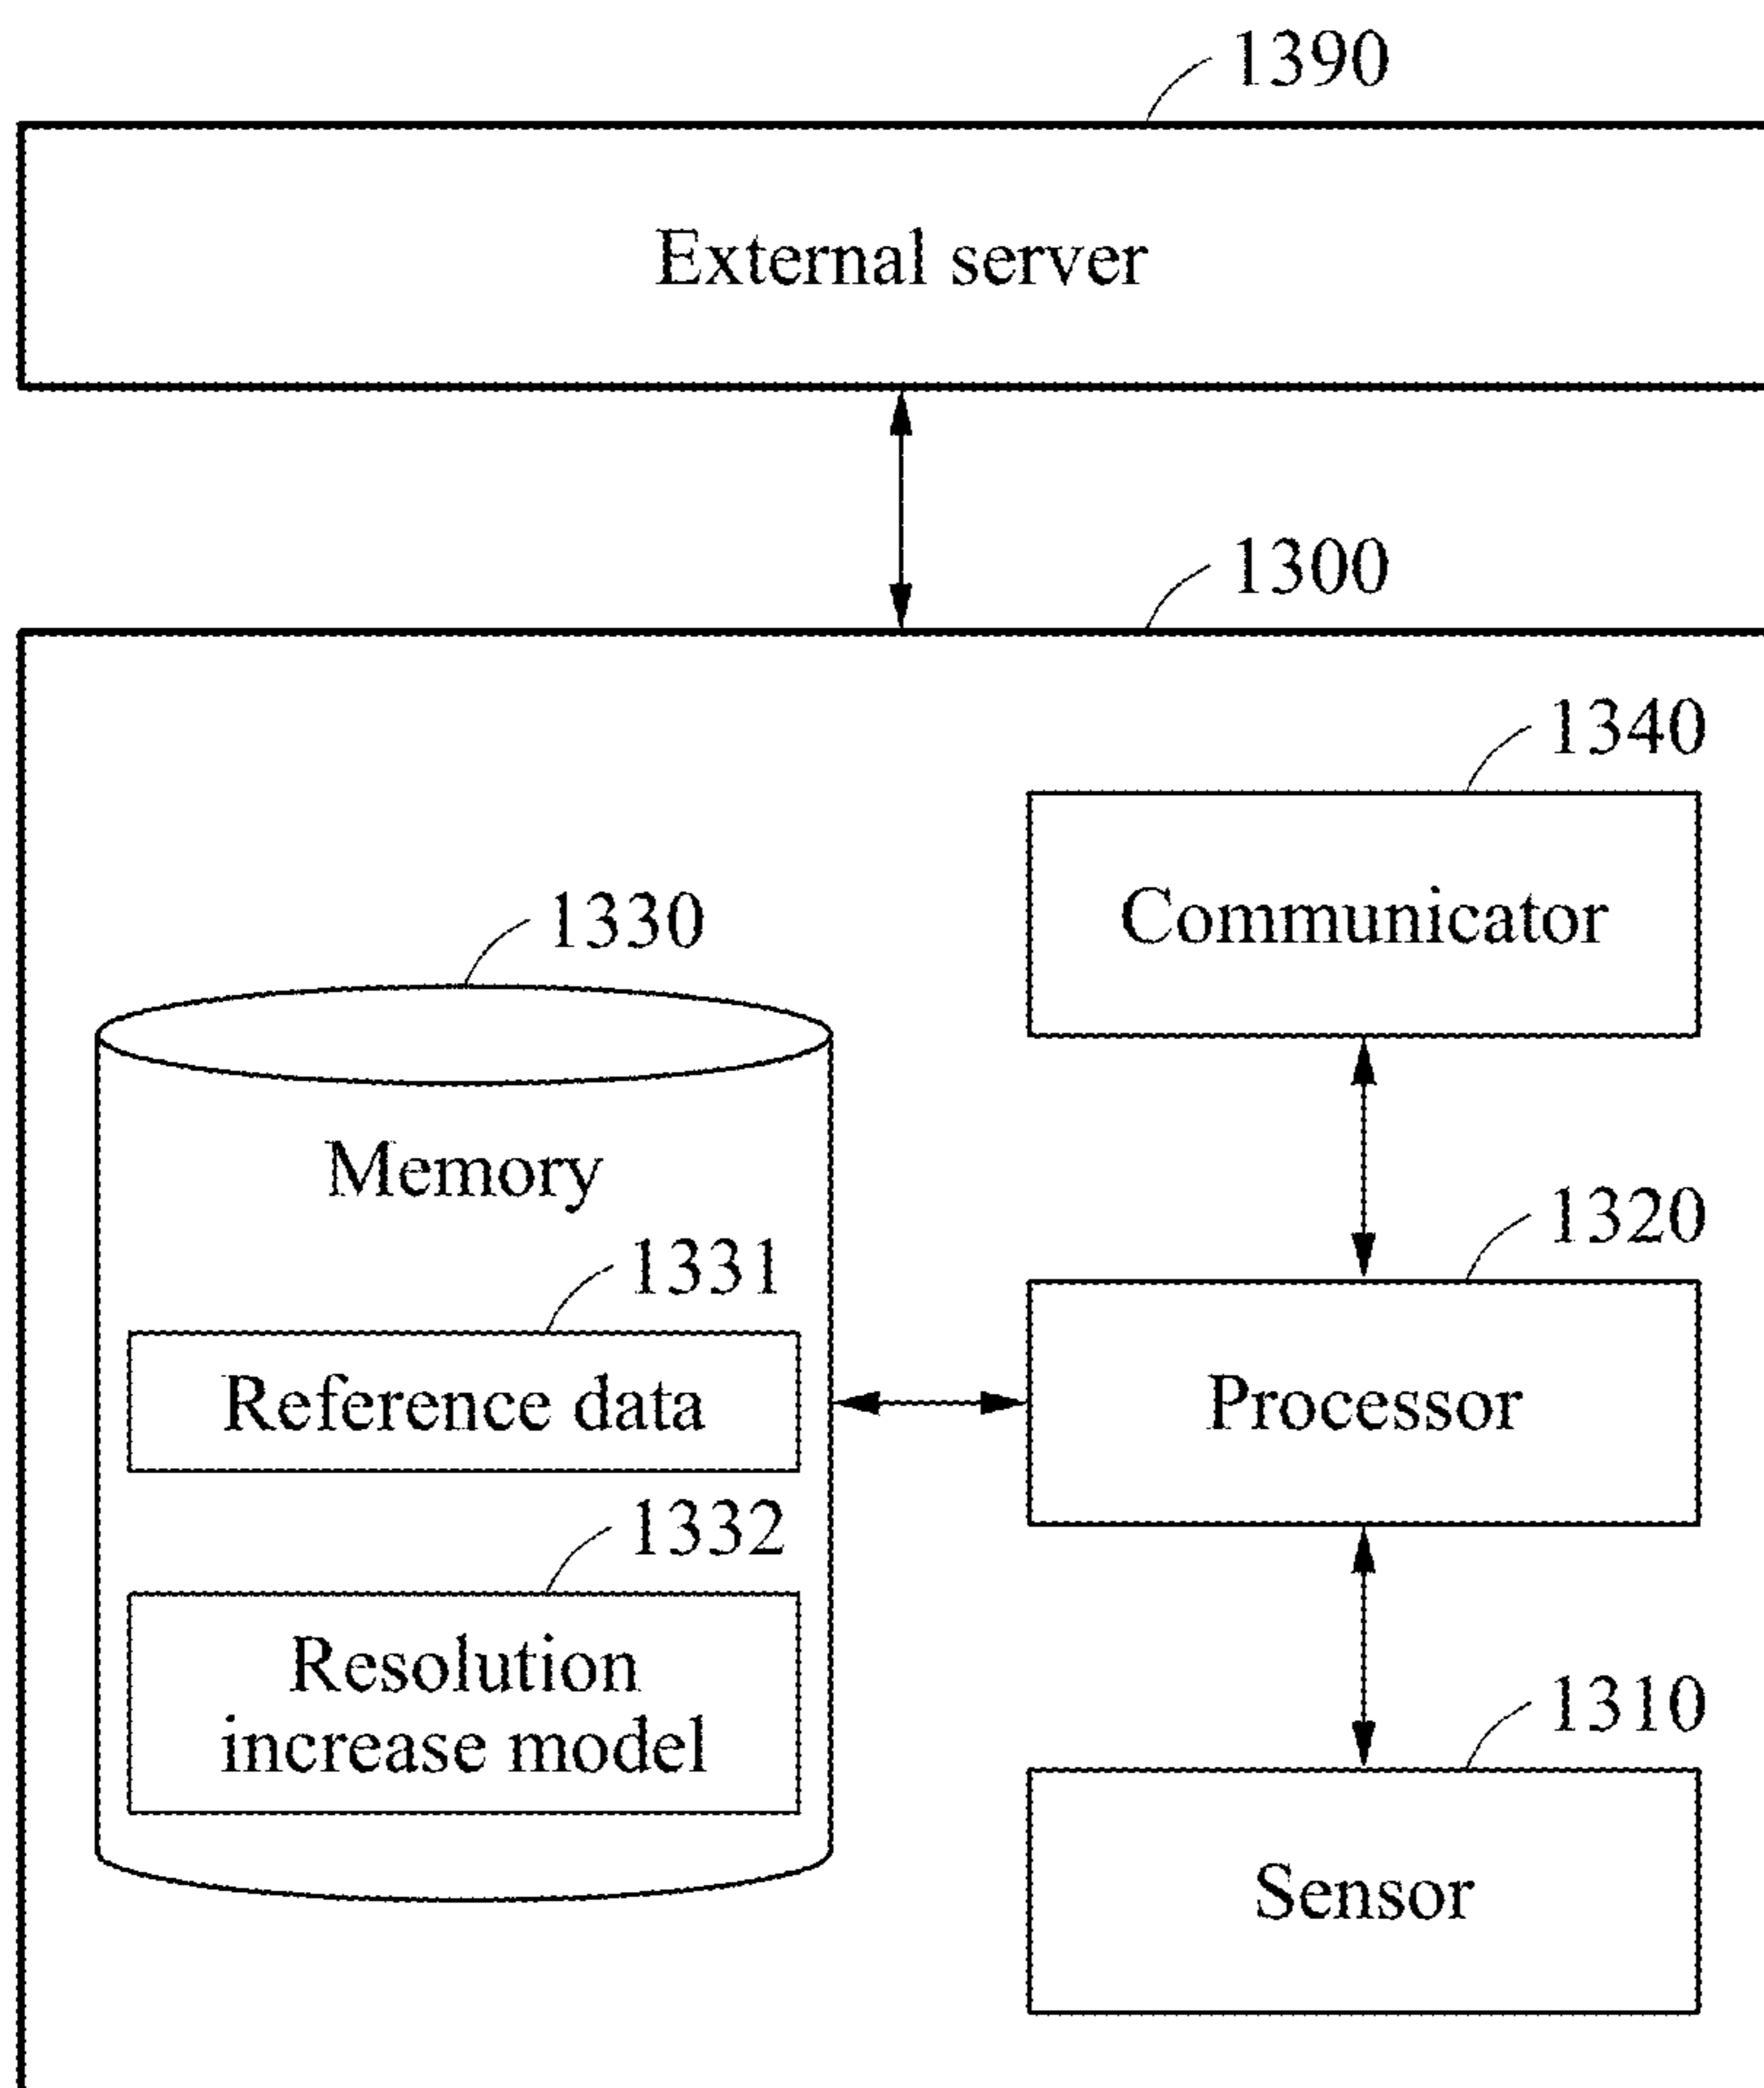 1390
External server
1300
1340
Communicator
1330
Memory
1320
1331
Reference data
Processor
1332
Resolution
increase model
1310
Sensor